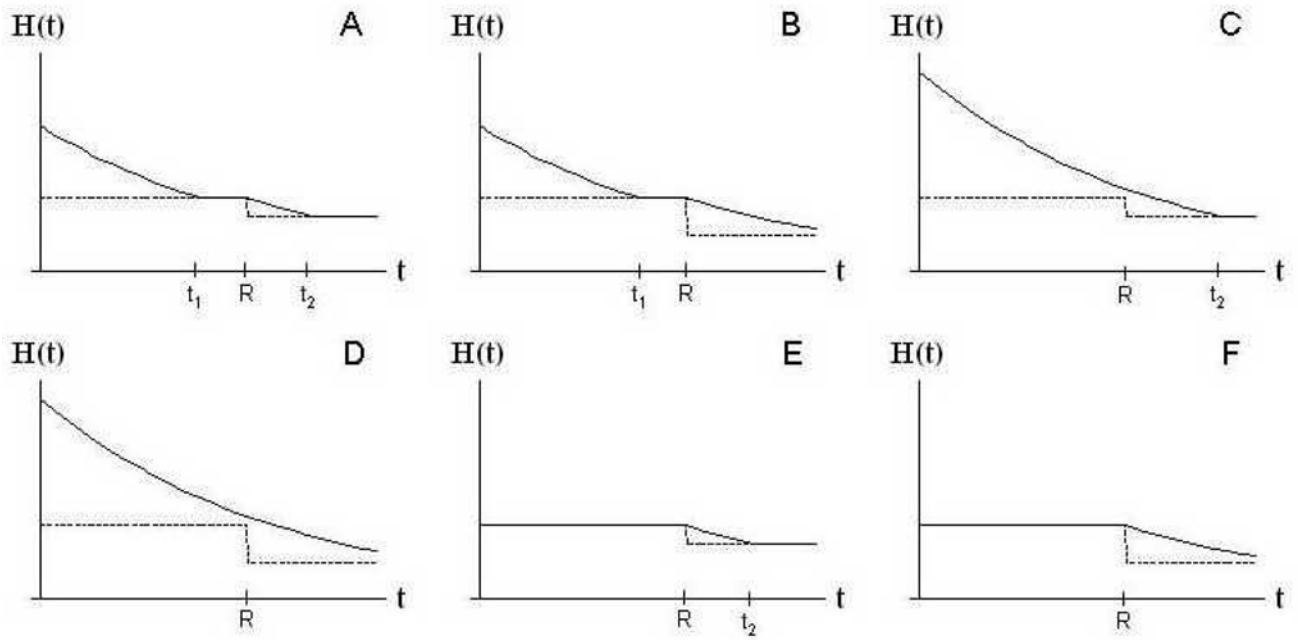 H(t) A H(t) B H(t) C
t t t
t₁ R t₂ t₁ R R t₂
H(t) D H(t) E H(t) F
t t t
R R t₂ R